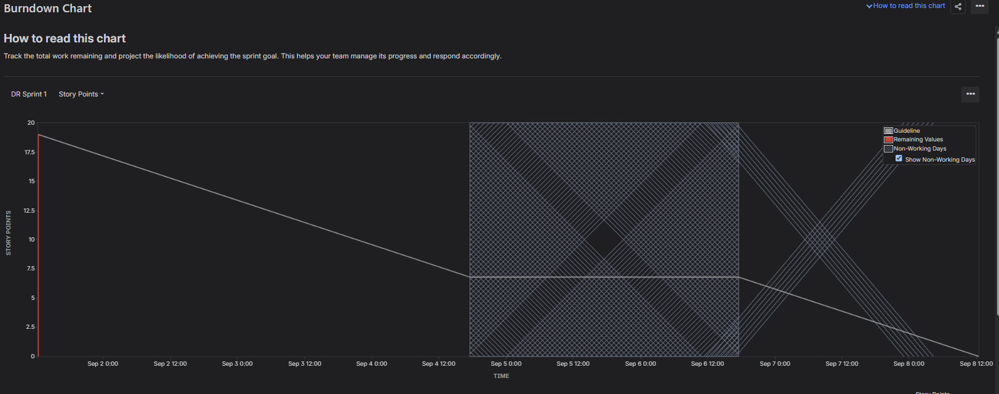 Burndown Chart
How to read this chart
How to read this chart
Track the total work remaining and project the likelihood of achieving the sprint goal. This helps your team manage its progress and respond accordingly.
DR Sprint 1 Story Points
20
17.5
15
12.5
10
7.5
5
2.5
0
STORY POINTS
Guideline
Remaining Values
Non-Working Days
Show Non-Working Days
Sep 2 0:00 Sep 2 12:00 Sep 3 0:00 Sep 3 12:00 Sep 4 0:00 Sep 4 12:00 Sep 5 0:00 Sep 5 12:00 Sep 6 0:00 Sep 6 12:00 Sep 7 0:00 Sep 7 12:00 Sep 8 0:00 Sep 8 12:00
TIME
Story Points